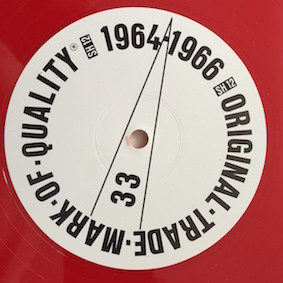 1964-1966
ORIGINAL·TRADE·MARK·OF·QUALITY®
SH 12
SH 12
33